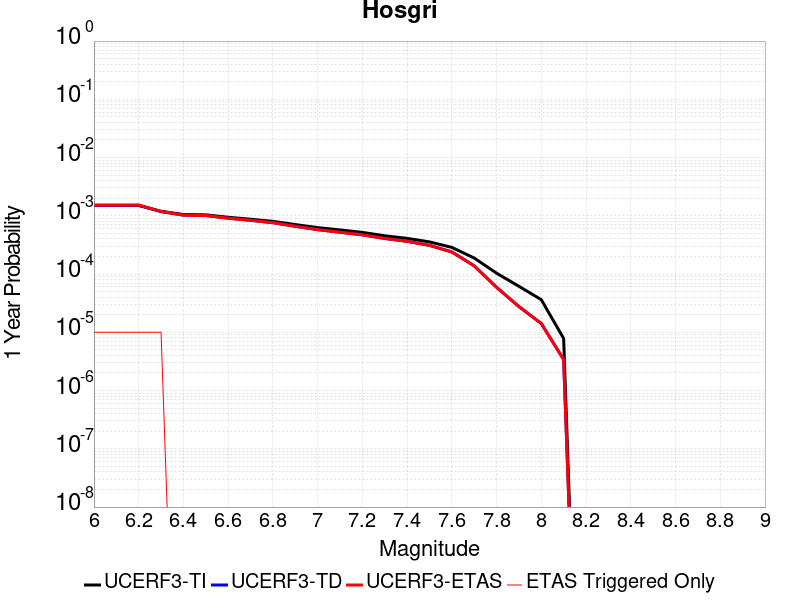 Hosgri
10^0
10^-1
10^-2
10^-3
10^-4
10^-5
10^-6
10^-7
10^-8
1 Year Probability
6 6.2 6.4 6.6 6.8 7 7.2 7.4 7.6 7.8 8 8.2 8.4 8.6 8.8 9
Magnitude
UCERF3-TI UCERF3-TD UCERF3-ETAS ETAS Triggered Only